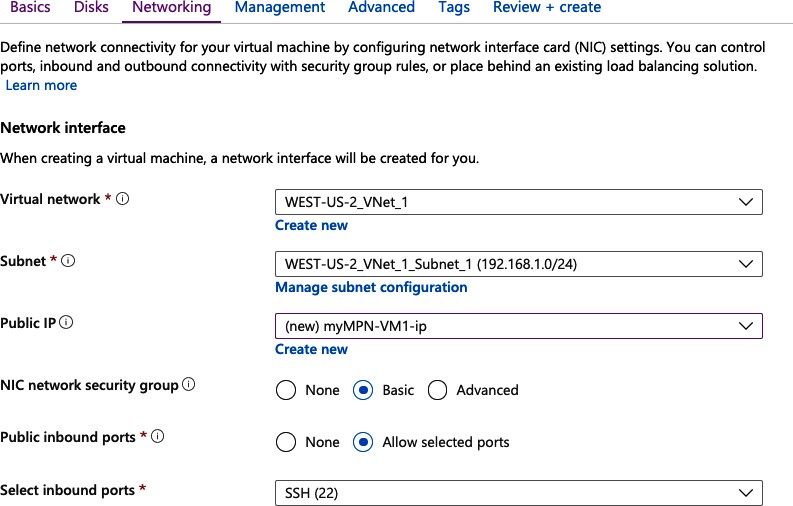 Basics Disks Networking Management Advanced Tags Review + create
Define network connectivity for your virtual machine by configuring network interface card (NIC) settings. You can control
ports, inbound and outbound connectivity with security group rules, or place behind an existing load balancing solution.
Learn more
Network interface
When creating a virtual machine, a network interface will be created for you.
Virtual network * WEST-US-2_VNet_1
Create new
Subnet * WEST-US-2_VNet_1_Subnet_1 (192.168.1.0/24)
Manage subnet configuration
Public IP (new) myMPN-VM1-ip
Create new
NIC network security group None Basic Advanced
Public inbound ports * None Allow selected ports
Select inbound ports * SSH (22)